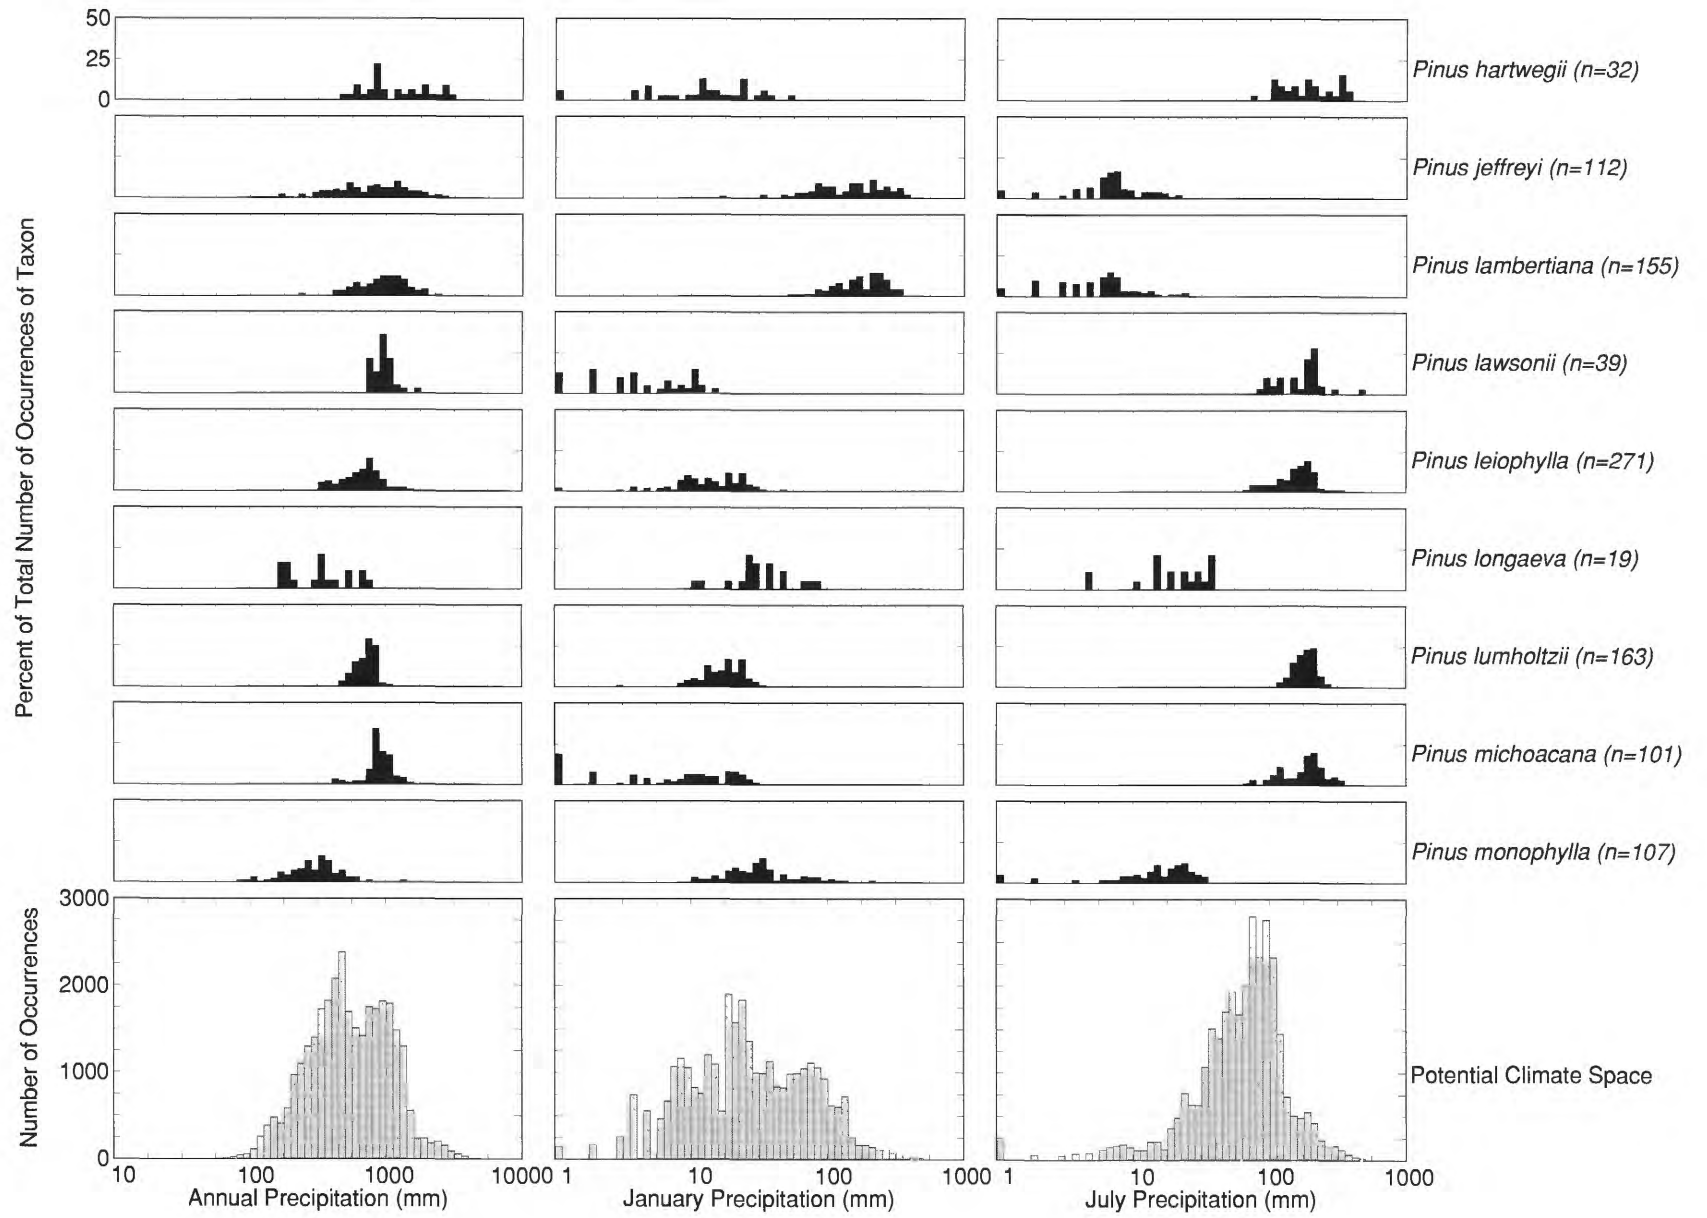 50
25
0
Pinus hartwegii (n=32)
Pinus jeffreyi (n=112)
Pinus lambertiana (n=155)
Pinus lawsonii (n=39)
Pinus leiophylla (n=271)
Pinus longaeva (n=19)
Pinus lumholtzii (n=163)
Pinus michoacana (n=101)
Pinus monophylla (n=107)
Percent of Total Number of Occurrences of Taxon
3000
2000
1000
0
Number of Occurrences
Potential Climate Space
10 100 1000 10000
1 10 100 1000
1 10 100 1000
Annual Precipitation (mm)
January Precipitation (mm)
July Precipitation (mm)